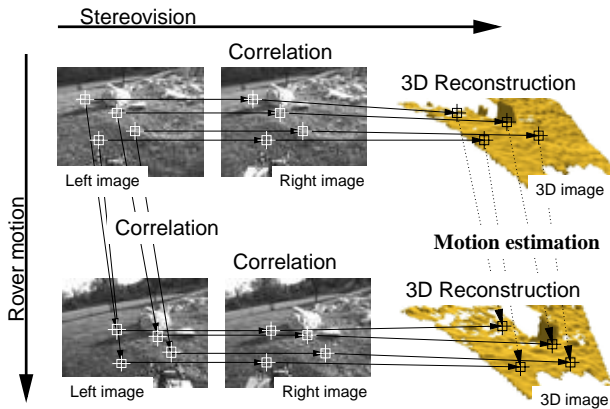 Stereovision
Correlation
3D Reconstruction
Left image
Right image
3D image
Rover motion
Correlation
Motion estimation
Correlation
3D Reconstruction
Left image
Right image
3D image